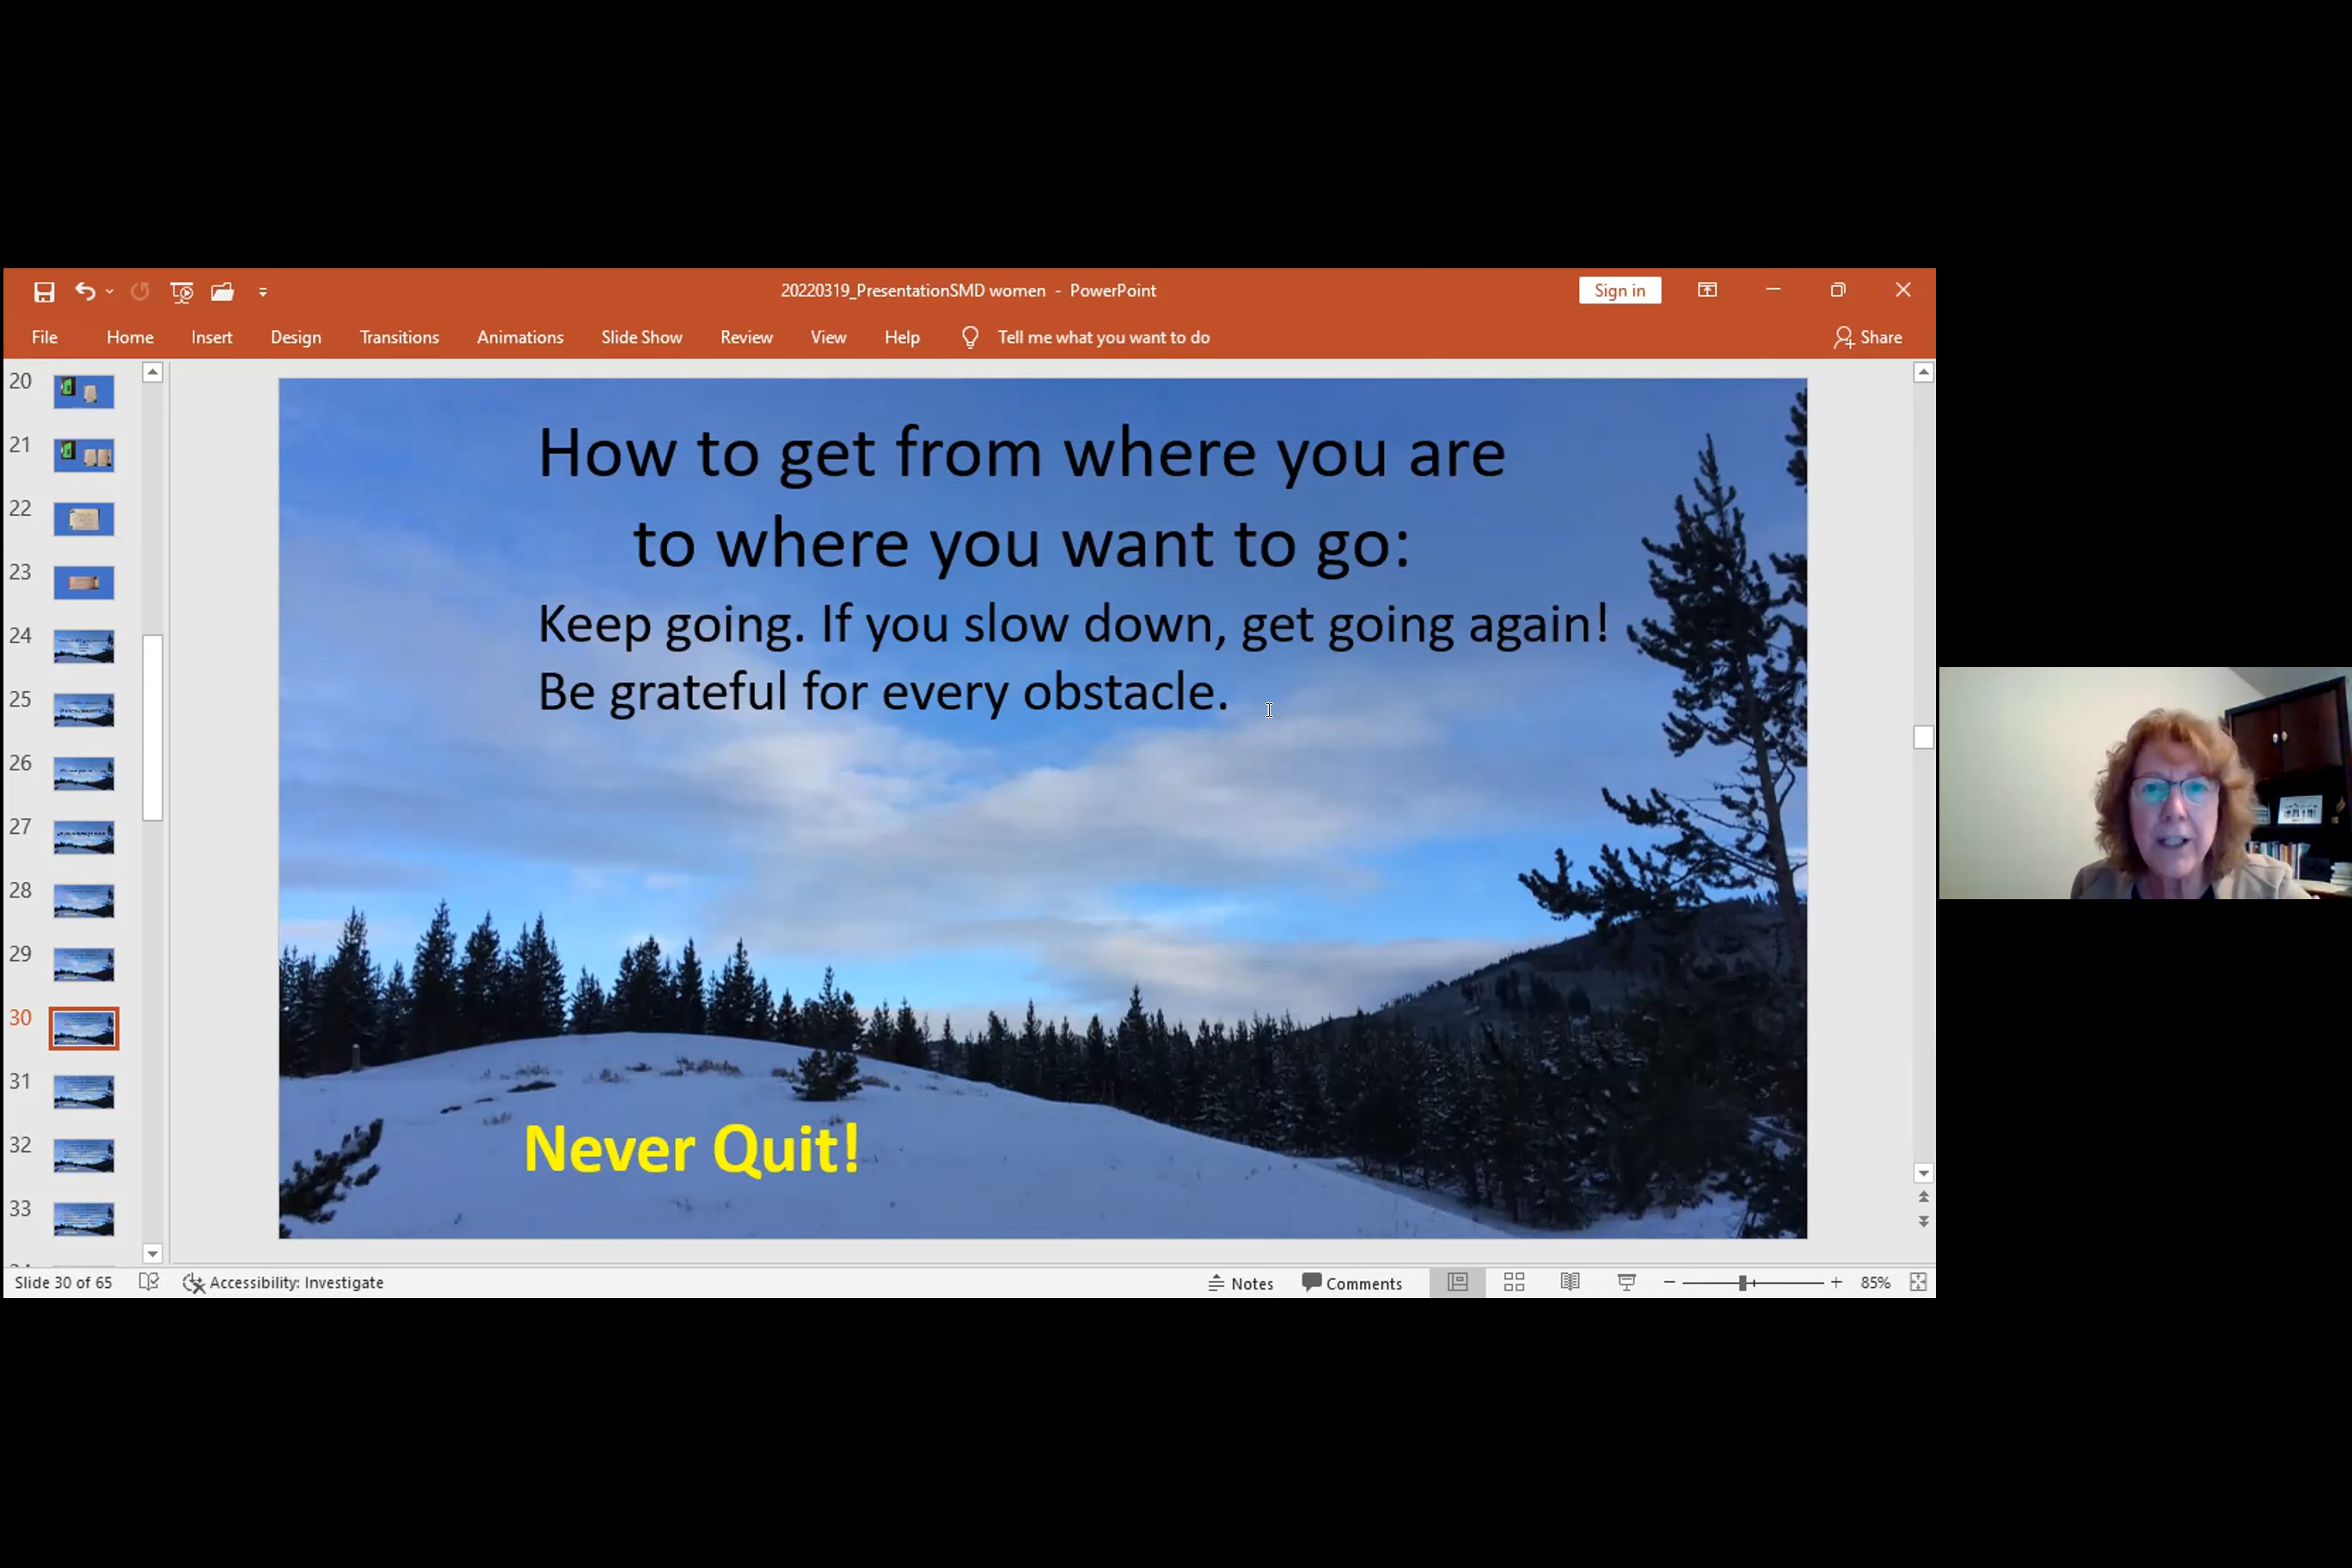 20220319_PresentationSMD women - PowerPoint
Sign in
File Home Insert Design Transitions Animations Slide Show Review View Help Tell me what you want to do Share
20
21
22
23
24
25
26
27
28
29
30
31
32
33
How to get from where you are
to where you want to go:
Keep going. If you slow down, get going again!
Be grateful for every obstacle.
Never Quit!
Slide 30 of 65 Accessibility: Investigate Notes Comments 85%